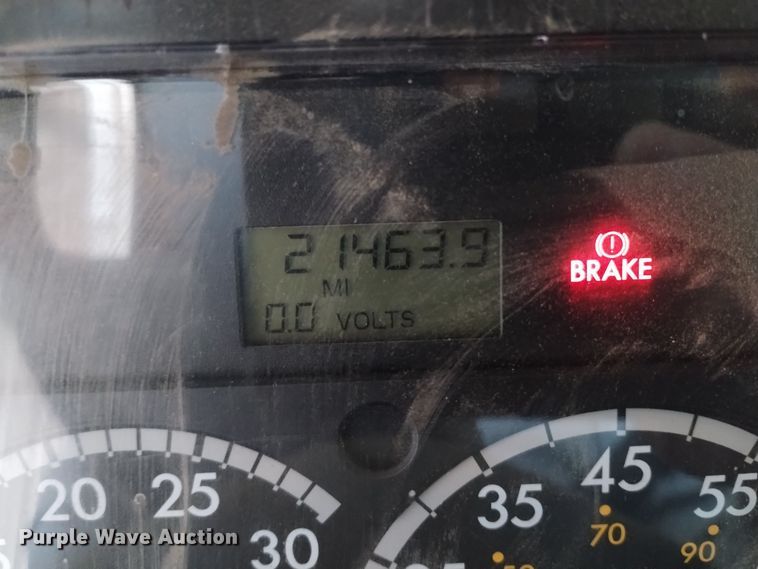 21463.9
MI
0.0 VOLTS
BRAKE
20 25 30
35 45 55
70 90
Purple Wave Auction